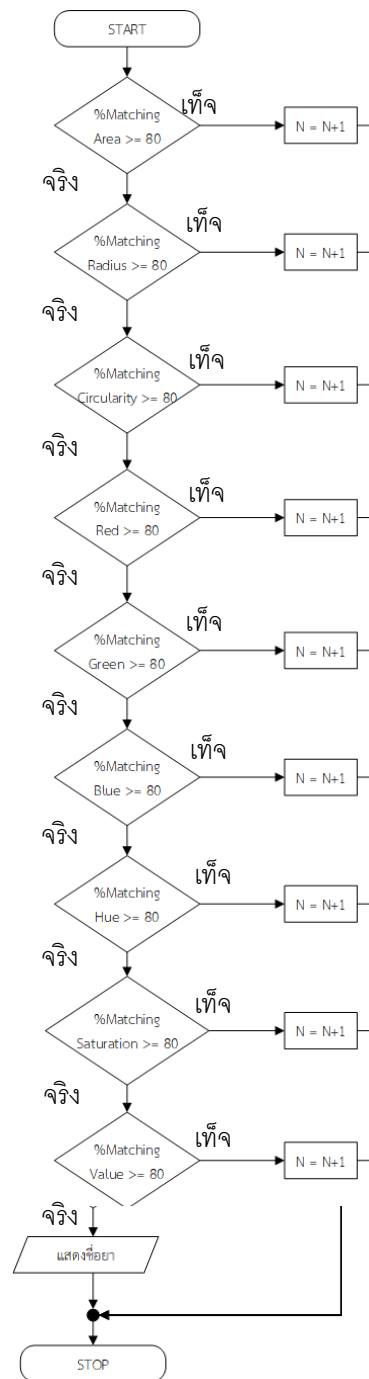 START
%Matching
Area >= 80
เท็จ
N = N+1
จริง
%Matching
Radius >= 80
เท็จ
N = N+1
จริง
%Matching
Circularity >= 80
เท็จ
N = N+1
จริง
%Matching
Red >= 80
เท็จ
N = N+1
จริง
%Matching
Green >= 80
เท็จ
N = N+1
จริง
%Matching
Blue >= 80
เท็จ
N = N+1
จริง
%Matching
Hue >= 80
เท็จ
N = N+1
จริง
%Matching
Saturation >= 80
เท็จ
N = N+1
จริง
%Matching
Value >= 80
เท็จ
N = N+1
จริง
แสดงชื่อยา
STOP